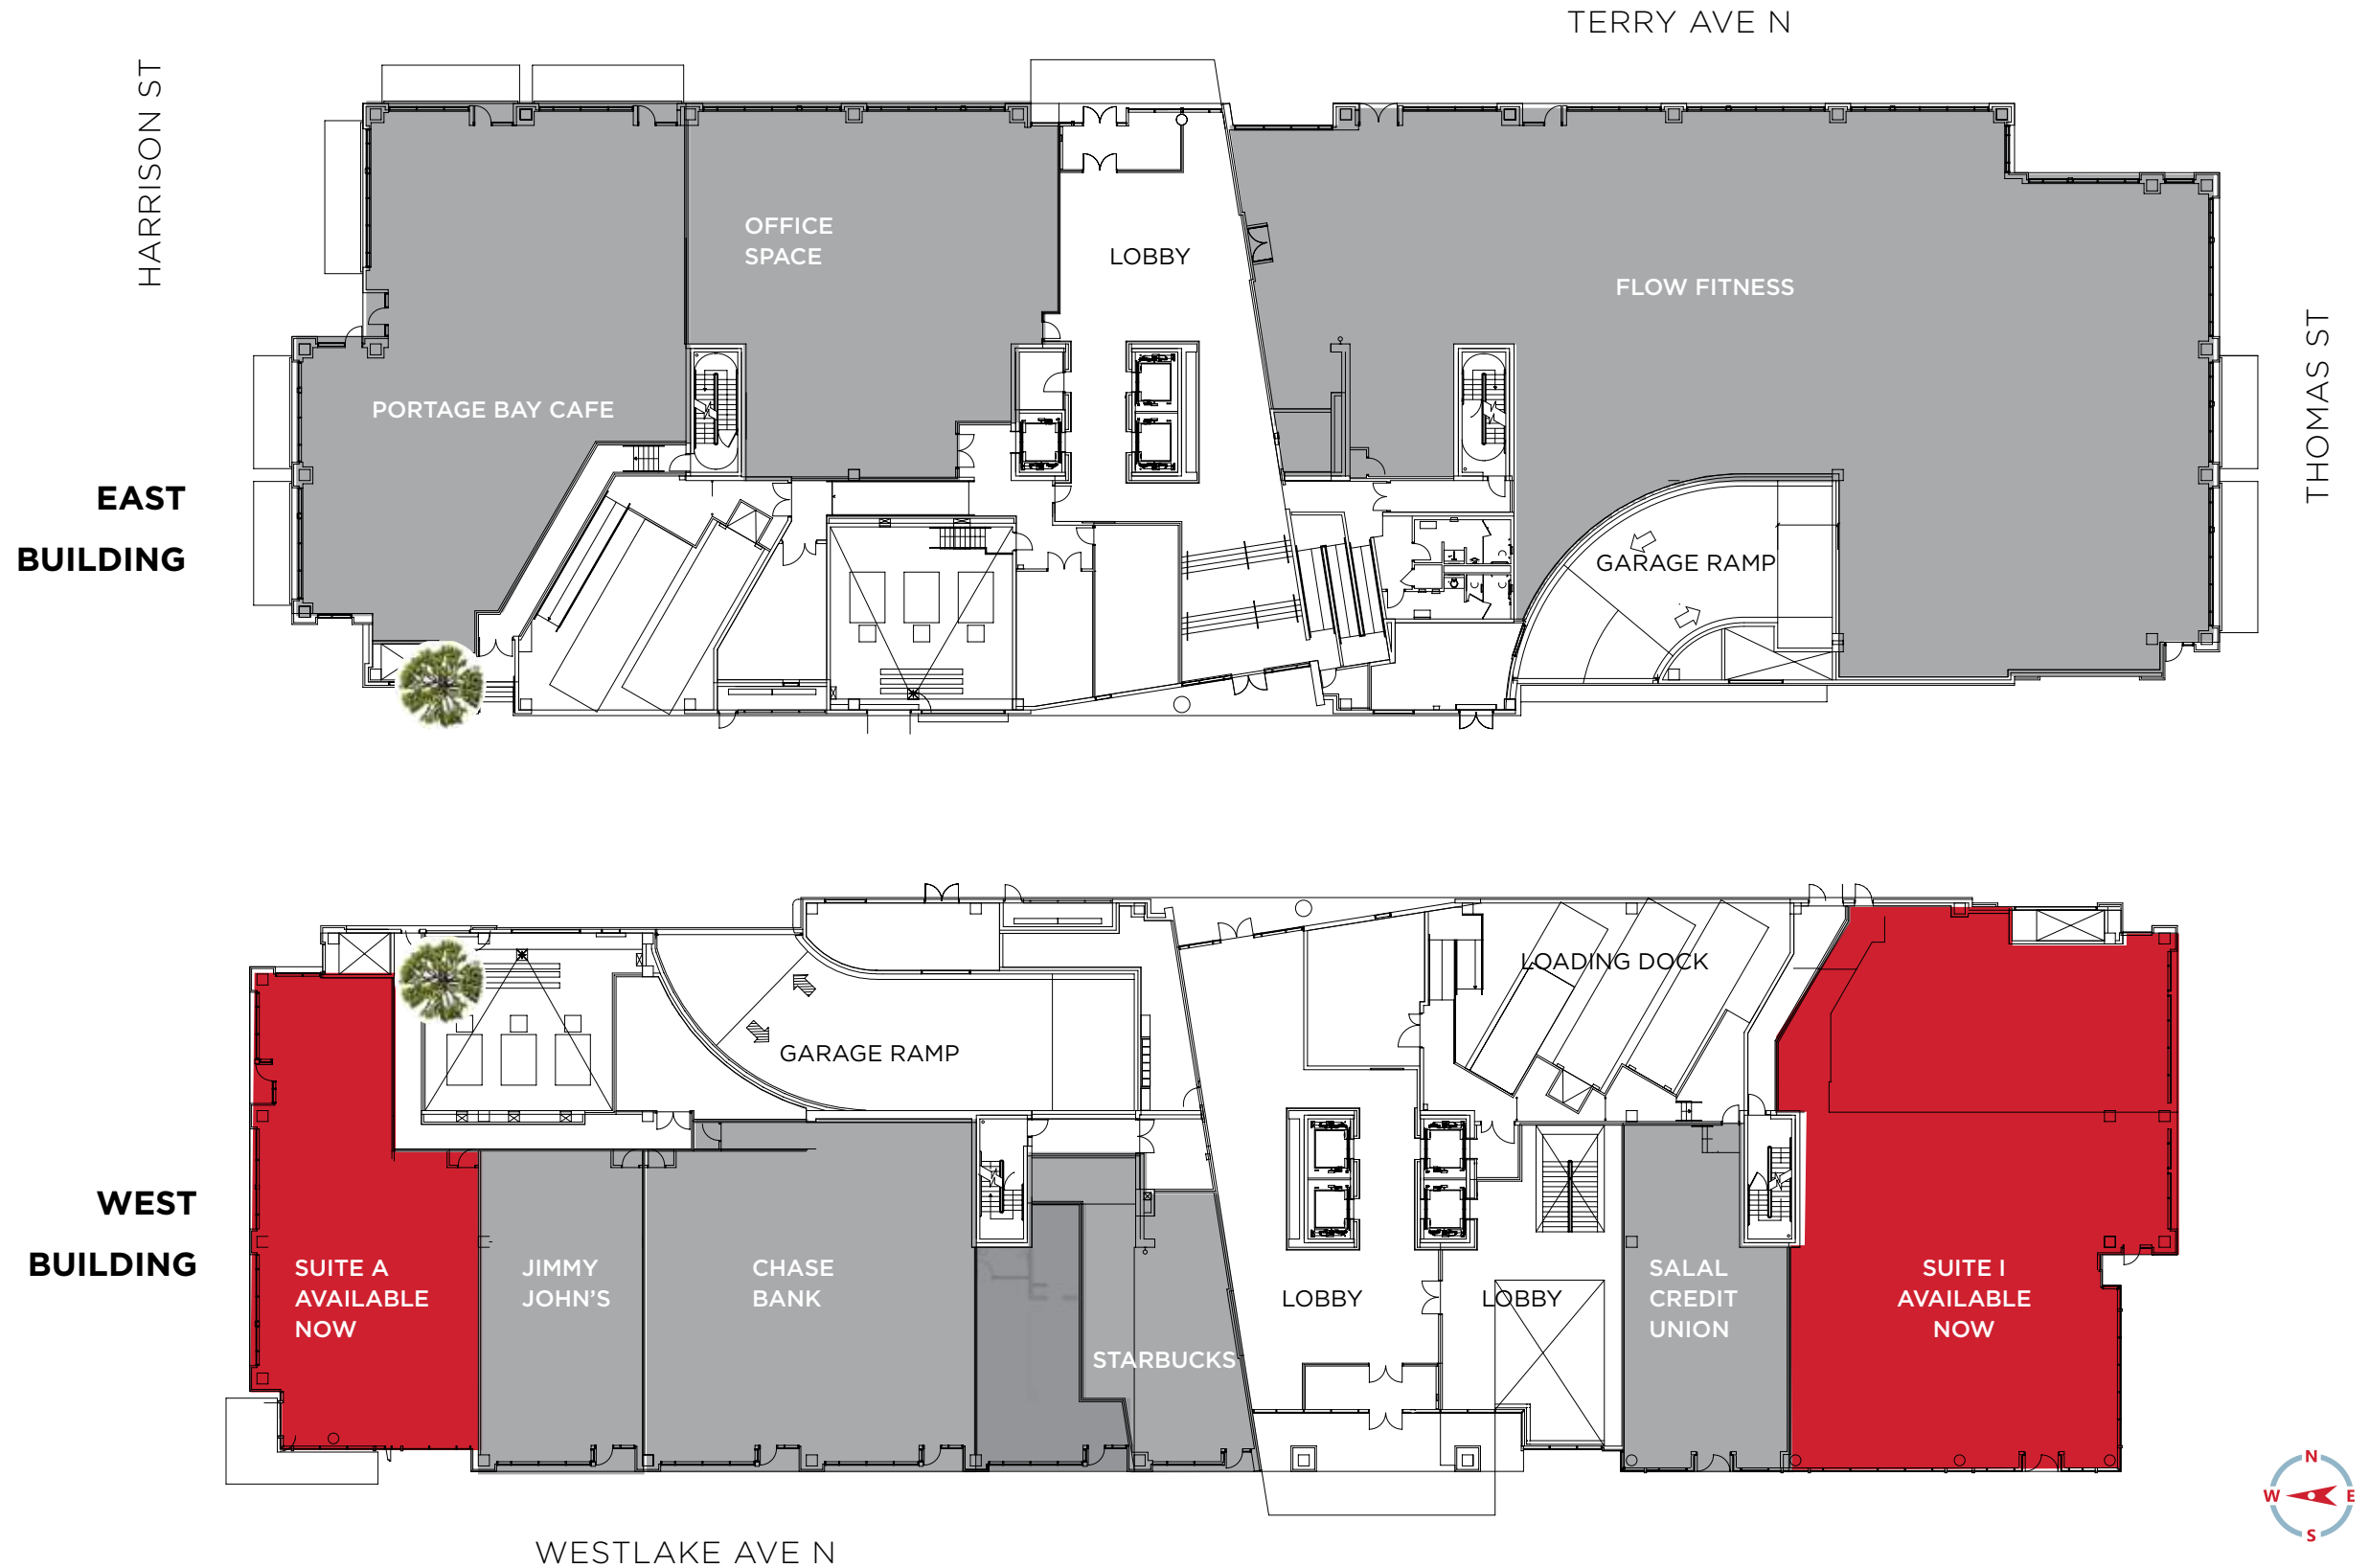 TERRY AVE N
HARRISON ST
OFFICE
SPACE
LOBBY
FLOW FITNESS
THOMAS ST
PORTAGE BAY CAFE
EAST
BUILDING
GARAGE RAMP
LOADING DOCK
GARAGE RAMP
WEST
BUILDING
SUITE A
AVAILABLE
NOW
JIMMY
JOHN'S
CHASE
BANK
STARBUCKS
LOBBY
LOBBY
SALAL
CREDIT
UNION
SUITE I
AVAILABLE
NOW
N
W
E
S
WESTLAKE AVE N